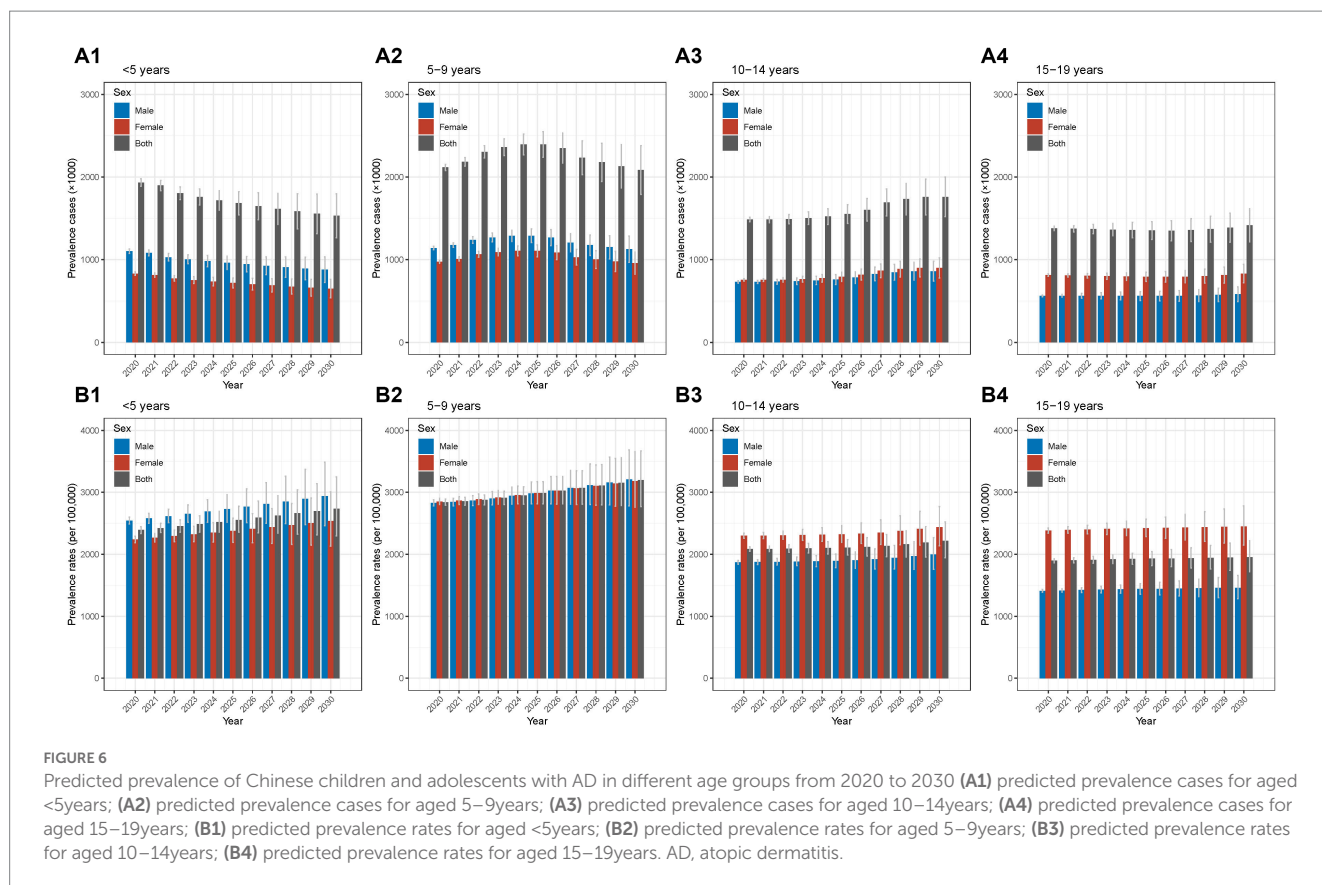 A1
<5 years
Sex
Male
Female
Both
Prevalence cases (×1000)
3000
2000
1000
0
2020
2021
2022
2023
2024
2025
2026
2027
2028
2029
2030
Year
A2
5−9 years
Sex
Male
Female
Both
Prevalence cases (×1000)
3000
2000
1000
0
2020
2021
2022
2023
2024
2025
2026
2027
2028
2029
2030
Year
A3
10−14 years
Sex
Male
Female
Both
Prevalence cases (×1000)
3000
2000
1000
0
2020
2021
2022
2023
2024
2025
2026
2027
2028
2029
2030
Year
A4
15−19 years
Sex
Male
Female
Both
Prevalence cases (×1000)
3000
2000
1000
0
2020
2021
2022
2023
2024
2025
2026
2027
2028
2029
2030
Year
B1
<5 years
Sex
Male
Female
Both
Prevalence rates (per 100,000)
4000
3000
2000
1000
0
2020
2021
2022
2023
2024
2025
2026
2027
2028
2029
2030
Year
B2
5−9 years
Sex
Male
Female
Both
Prevalence rates (per 100,000)
4000
3000
2000
1000
0
2020
2021
2022
2023
2024
2025
2026
2027
2028
2029
2030
Year
B3
10−14 years
Sex
Male
Female
Both
Prevalence rates (per 100,000)
4000
3000
2000
1000
0
2020
2021
2022
2023
2024
2025
2026
2027
2028
2029
2030
Year
B4
15−19 years
Sex
Male
Female
Both
Prevalence rates (per 100,000)
4000
3000
2000
1000
0
2020
2021
2022
2023
2024
2025
2026
2027
2028
2029
2030
Year
FIGURE 6
Predicted prevalence of Chinese children and adolescents with AD in different age groups from 2020 to 2030 (A1) predicted prevalence cases for aged
<5years; (A2) predicted prevalence cases for aged 5–9years; (A3) predicted prevalence cases for aged 10–14years; (A4) predicted prevalence cases for
aged 15–19years; (B1) predicted prevalence rates for aged <5years; (B2) predicted prevalence rates for aged 5–9years; (B3) predicted prevalence rates
for aged 10–14years; (B4) predicted prevalence rates for aged 15–19years. AD, atopic dermatitis.